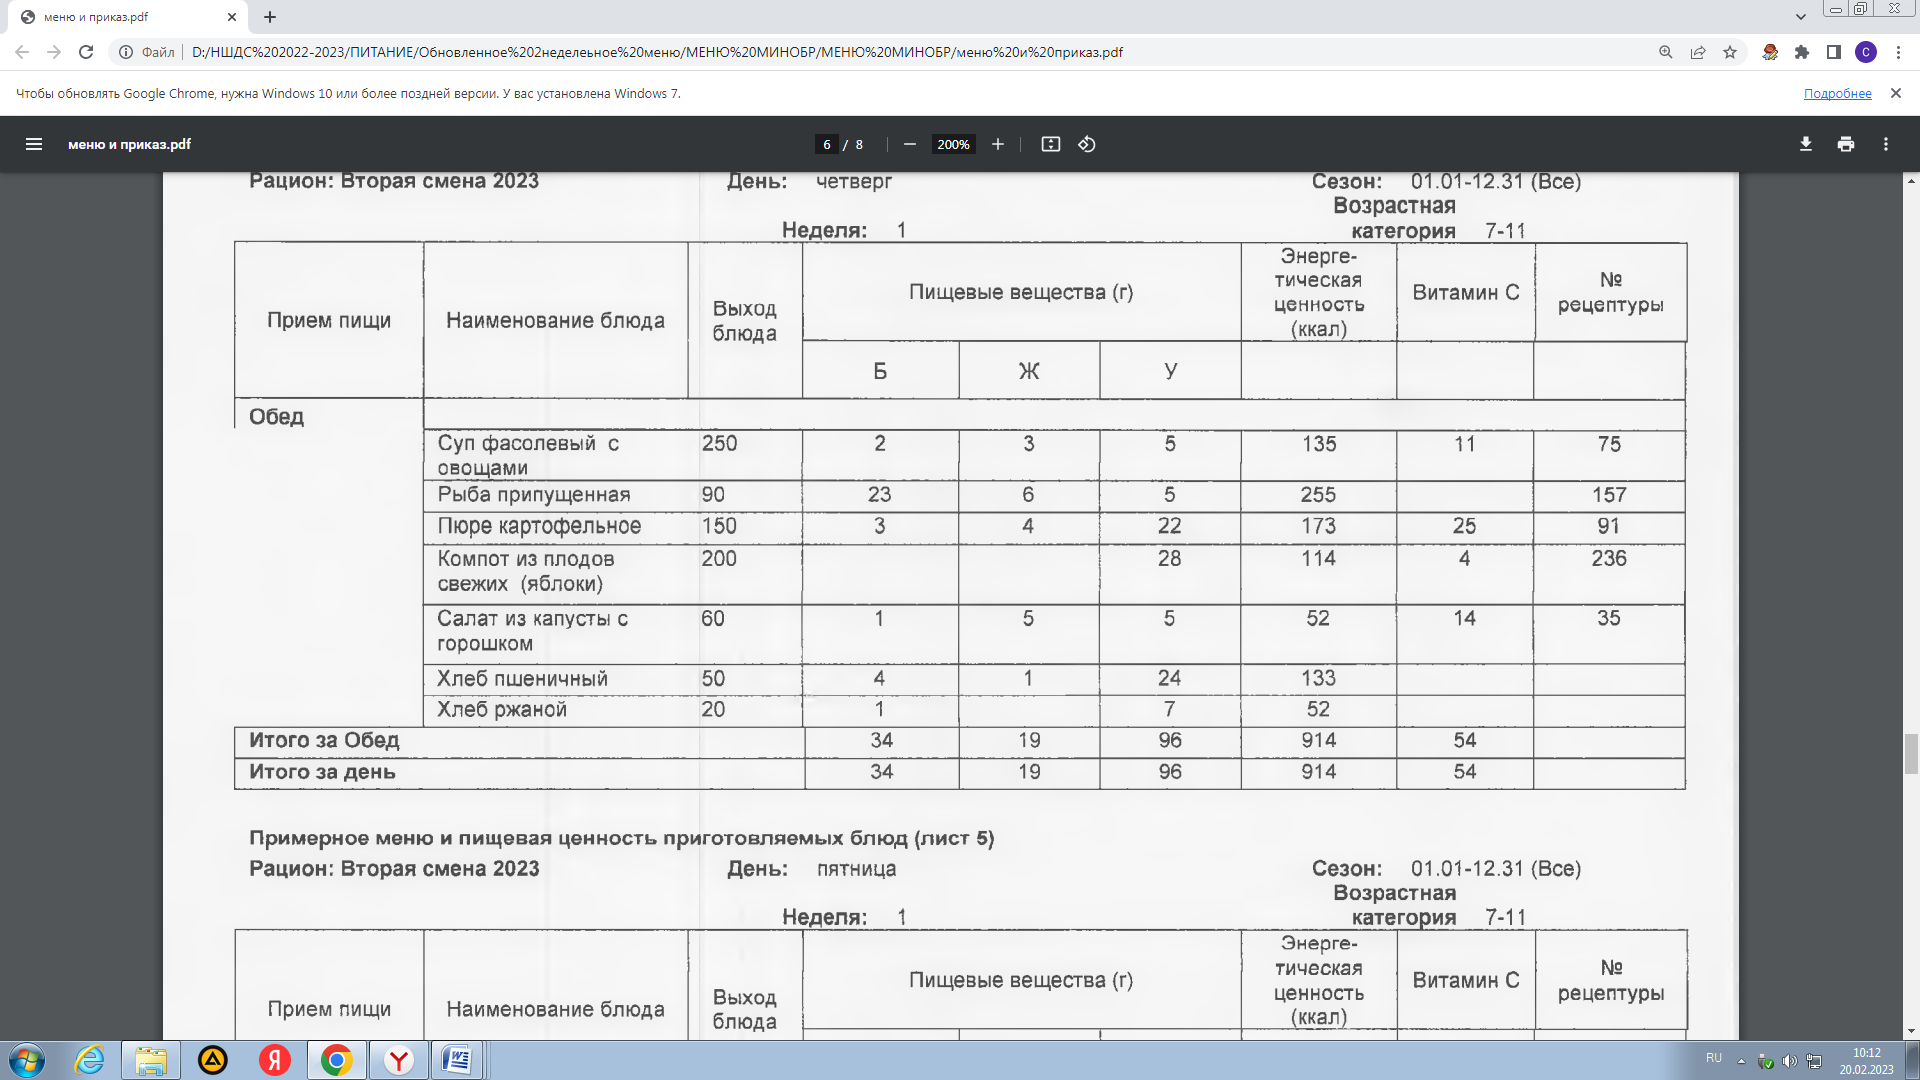 меню и приказ.pdf
Файл D:/НШДС%202022-2023/ПИТАНИЕ/Обновленное%202неделеьное%20меню/МЕНЮ%20МИНОБР/МЕНЮ%20МИНОБР/меню%20и%20приказ.pdf
С
Чтобы обновлять Google Chrome, нужна Windows 10 или более поздней версии. У вас установлена Windows 7. Подробнее
меню и приказ.pdf 6 / 8 200%
Рацион: Вторая смена 2023 День: четверг Сезон: 01.01-12.31 (Все)
Возрастная
Неделя: 1 категория 7-11
Прием пищи Наименование блюда Выход блюда Пищевые вещества (г) Энерге-тическая ценность (ккал) Витамин С № рецептуры
Б Ж У
Обед
Суп фасолевый с 250 2 3 5 135 11 75
овощами
Рыба припущенная 90 23 6 5 255 157
Пюре картофельное 150 3 4 22 173 25 91
Компот из плодов 200 28 114 4 236
свежих (яблоки)
Салат из капусты с 60 1 5 5 52 14 35
горошком
Хлеб пшеничный 50 4 1 24 133
Хлеб ржаной 20 1 7 52
Итого за Обед 34 19 96 914 54
Итого за день 34 19 96 914 54
Примерное меню и пищевая ценность приготовляемых блюд (лист 5)
Рацион: Вторая смена 2023 День: пятница Сезон: 01.01-12.31 (Все)
Возрастная
Неделя: 1 категория 7-11
Прием пищи Наименование блюда Выход блюда Пищевые вещества (г) Энерге-тическая ценность (ккал) Витамин С № рецептуры
RU 10:12
20.02.2023